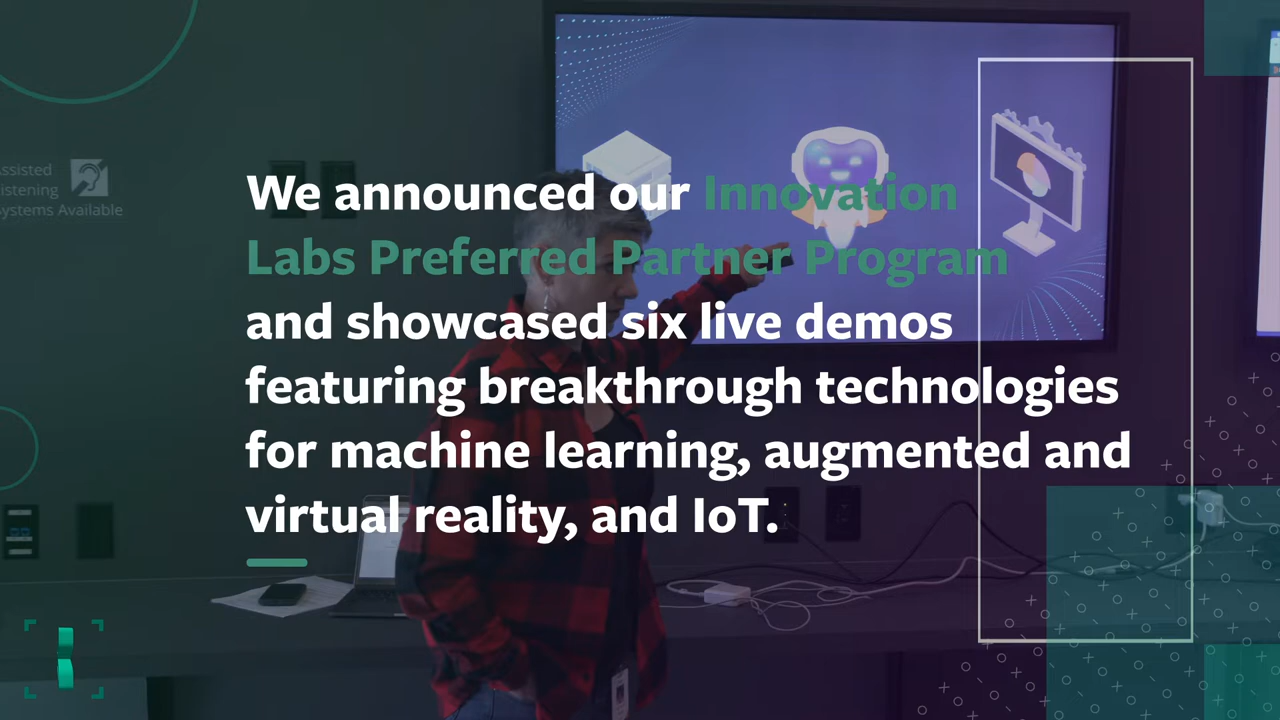 Assisted
Listening
Systems Available
We announced our Innovation
Labs Preferred Partner Program
and showcased six live demos
featuring breakthrough technologies
for machine learning, augmented and
virtual reality, and IoT.